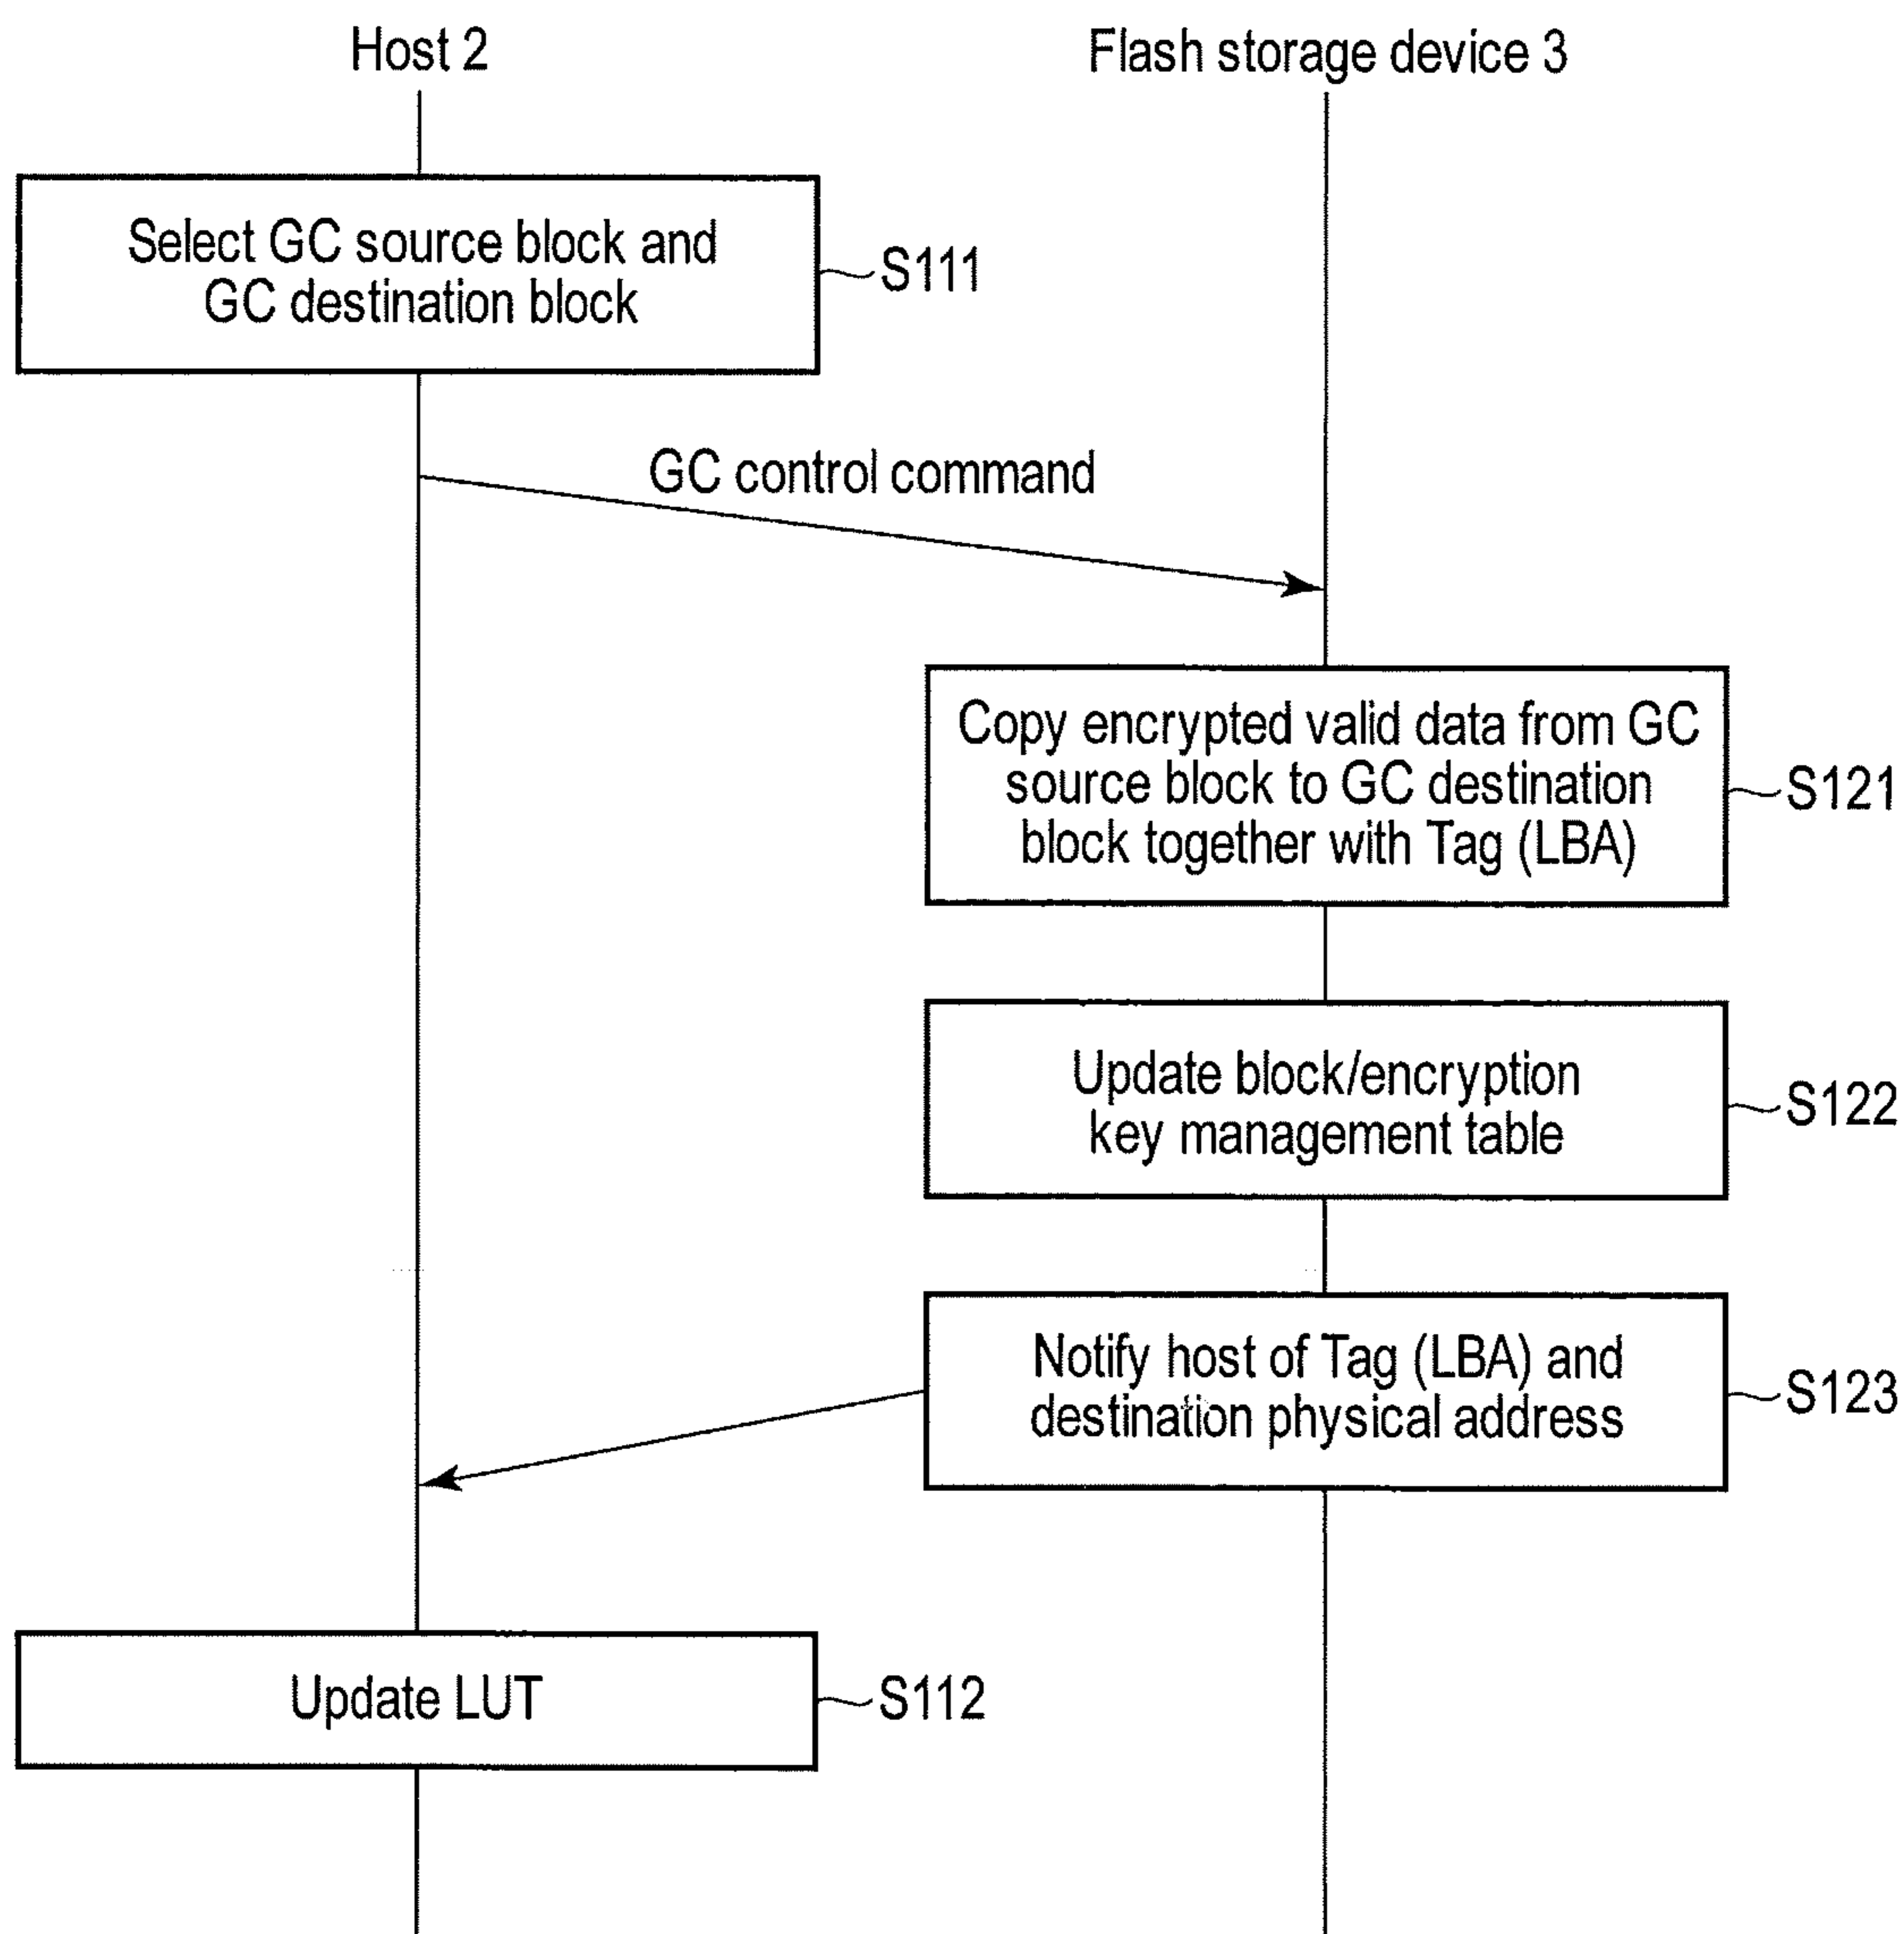 Host 2
Flash storage device 3
Select GC source block and
GC destination block
S111
GC control command
Copy encrypted valid data from GC
source block to GC destination
block together with Tag (LBA)
S121
Update block/encryption
key management table
S122
Notify host of Tag (LBA) and
destination physical address
S123
Update LUT
S112